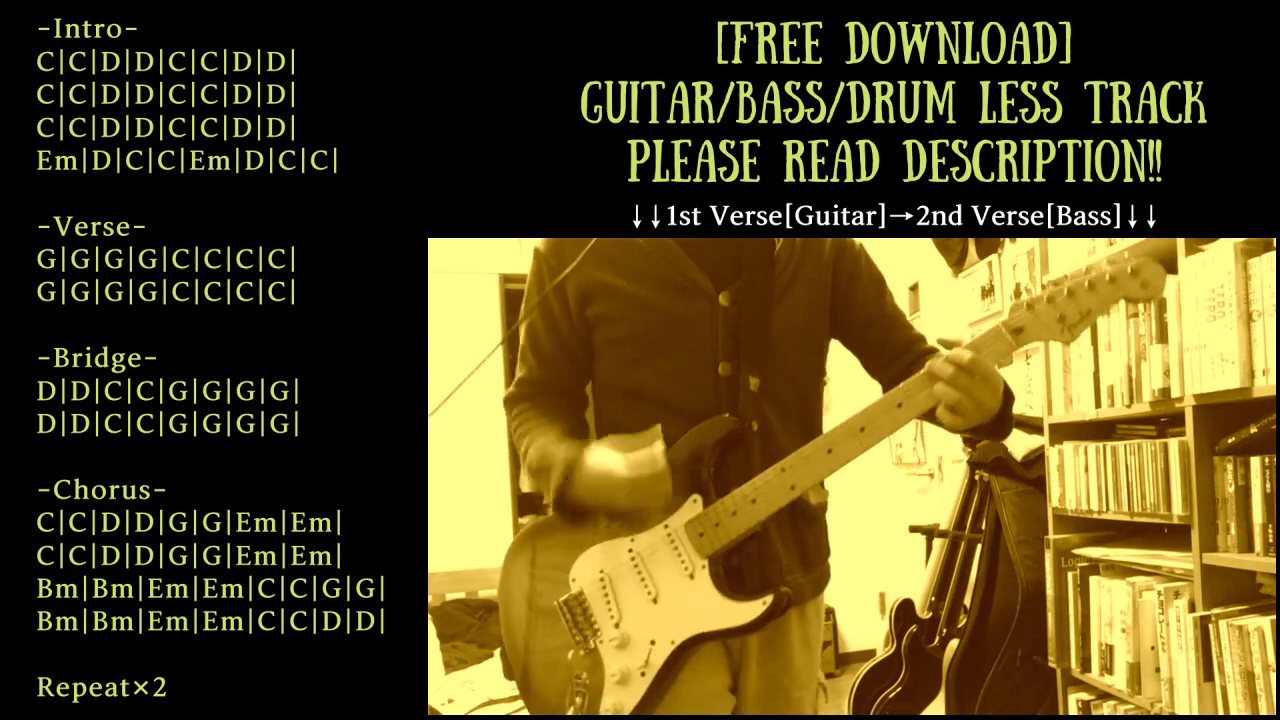 -Intro-
C|C|D|D|C|C|D|D|
C|C|D|D|C|C|D|D|
C|C|D|D|C|C|D|D|
Em|D|C|C|Em|D|C|C|
-Verse-
G|G|G|G|C|C|C|C|
G|G|G|G|C|C|C|C|
-Bridge-
D|D|C|C|G|G|G|G|
D|D|C|C|G|G|G|G|
-Chorus-
C|C|D|D|G|G|Em|Em|
C|C|D|D|G|G|Em|Em|
Bm|Bm|Em|Em|C|C|G|G|
Bm|Bm|Em|Em|C|C|D|D|
Repeat×2
[FREE DOWNLOAD]
GUITAR/BASS/DRUM LESS TRACK
PLEASE READ DESCRIPTION!!
↓↓1st Verse[Guitar]→2nd Verse[Bass]↓↓
Fender